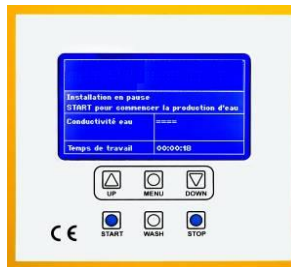 Installation en pause
START pour commencer la production d'eau
Conductivité eau ====
Temps de travail 00:00:18
UP MENU DOWN
START WASH STOP
CE